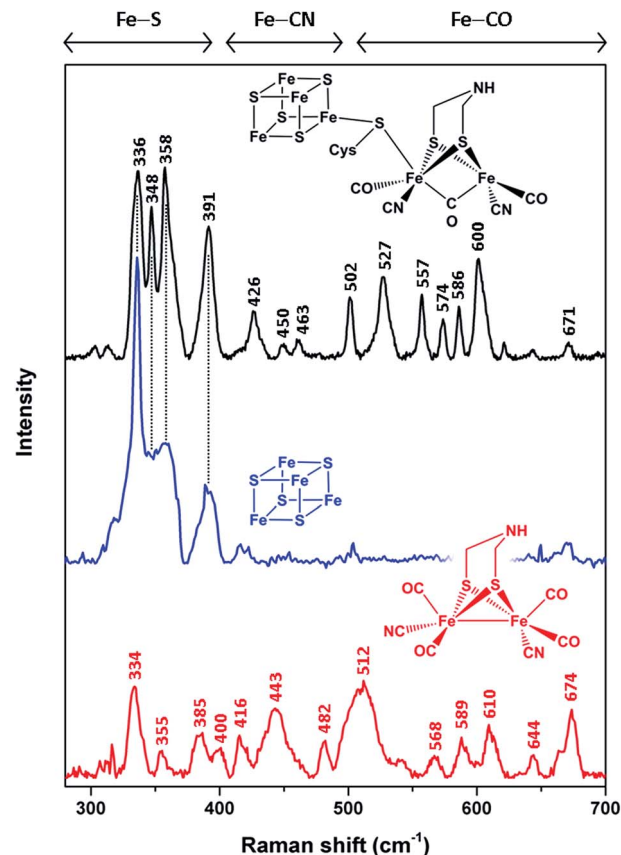 Fe–S Fe–CN Fe–CO
NH
Fe S
S Fe
S Fe S S S
Fe S Cys
Fe Fe
CO C CO
CN O CN
336 348 358 391 426 450 463 502 527 557 574 586 600 671
Fe S
S Fe
S Fe
Fe S
NH
S S
OC CO
Fe Fe
NC CO
OC CN
334 355 385 400 416 443 482 512 568 589 610 644 674
Intensity
300 400 500 600 700
Raman shift (cm⁻¹)